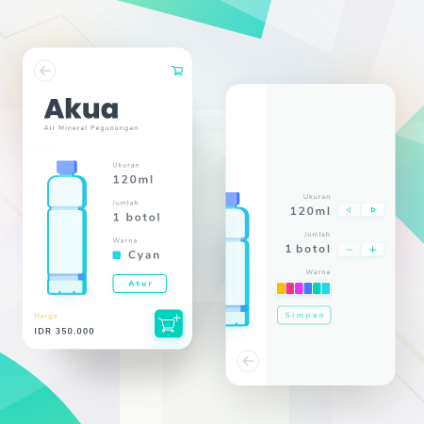 Akua
Air Mineral Pegunungan
Ukuran
120ml
Jumlah
1 botol
Warna
Cyan
Atur
Harga
IDR 350.000
Ukuran
120ml
Jumlah
1 botol
Warna
Simpan